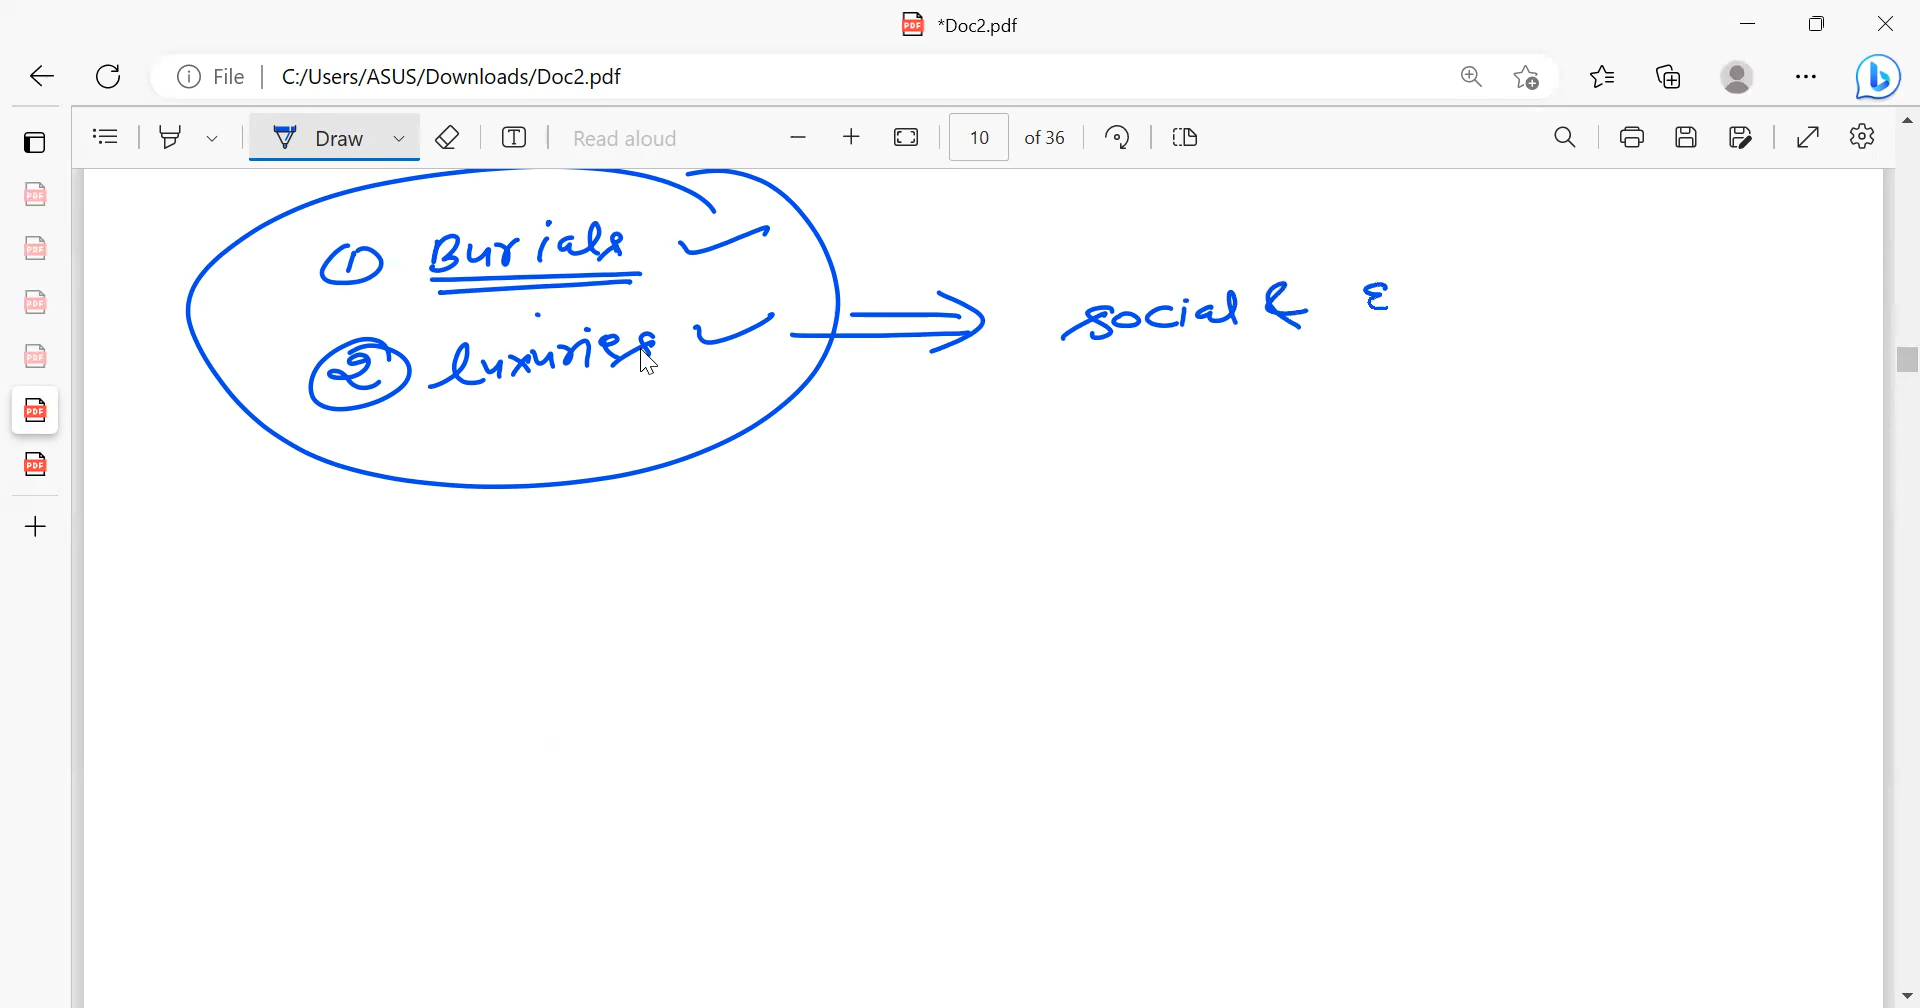 *Doc2.pdf
File C:/Users/ASUS/Downloads/Doc2.pdf
Draw Read aloud 10 of 36
① Burials
social & E
② luxuries